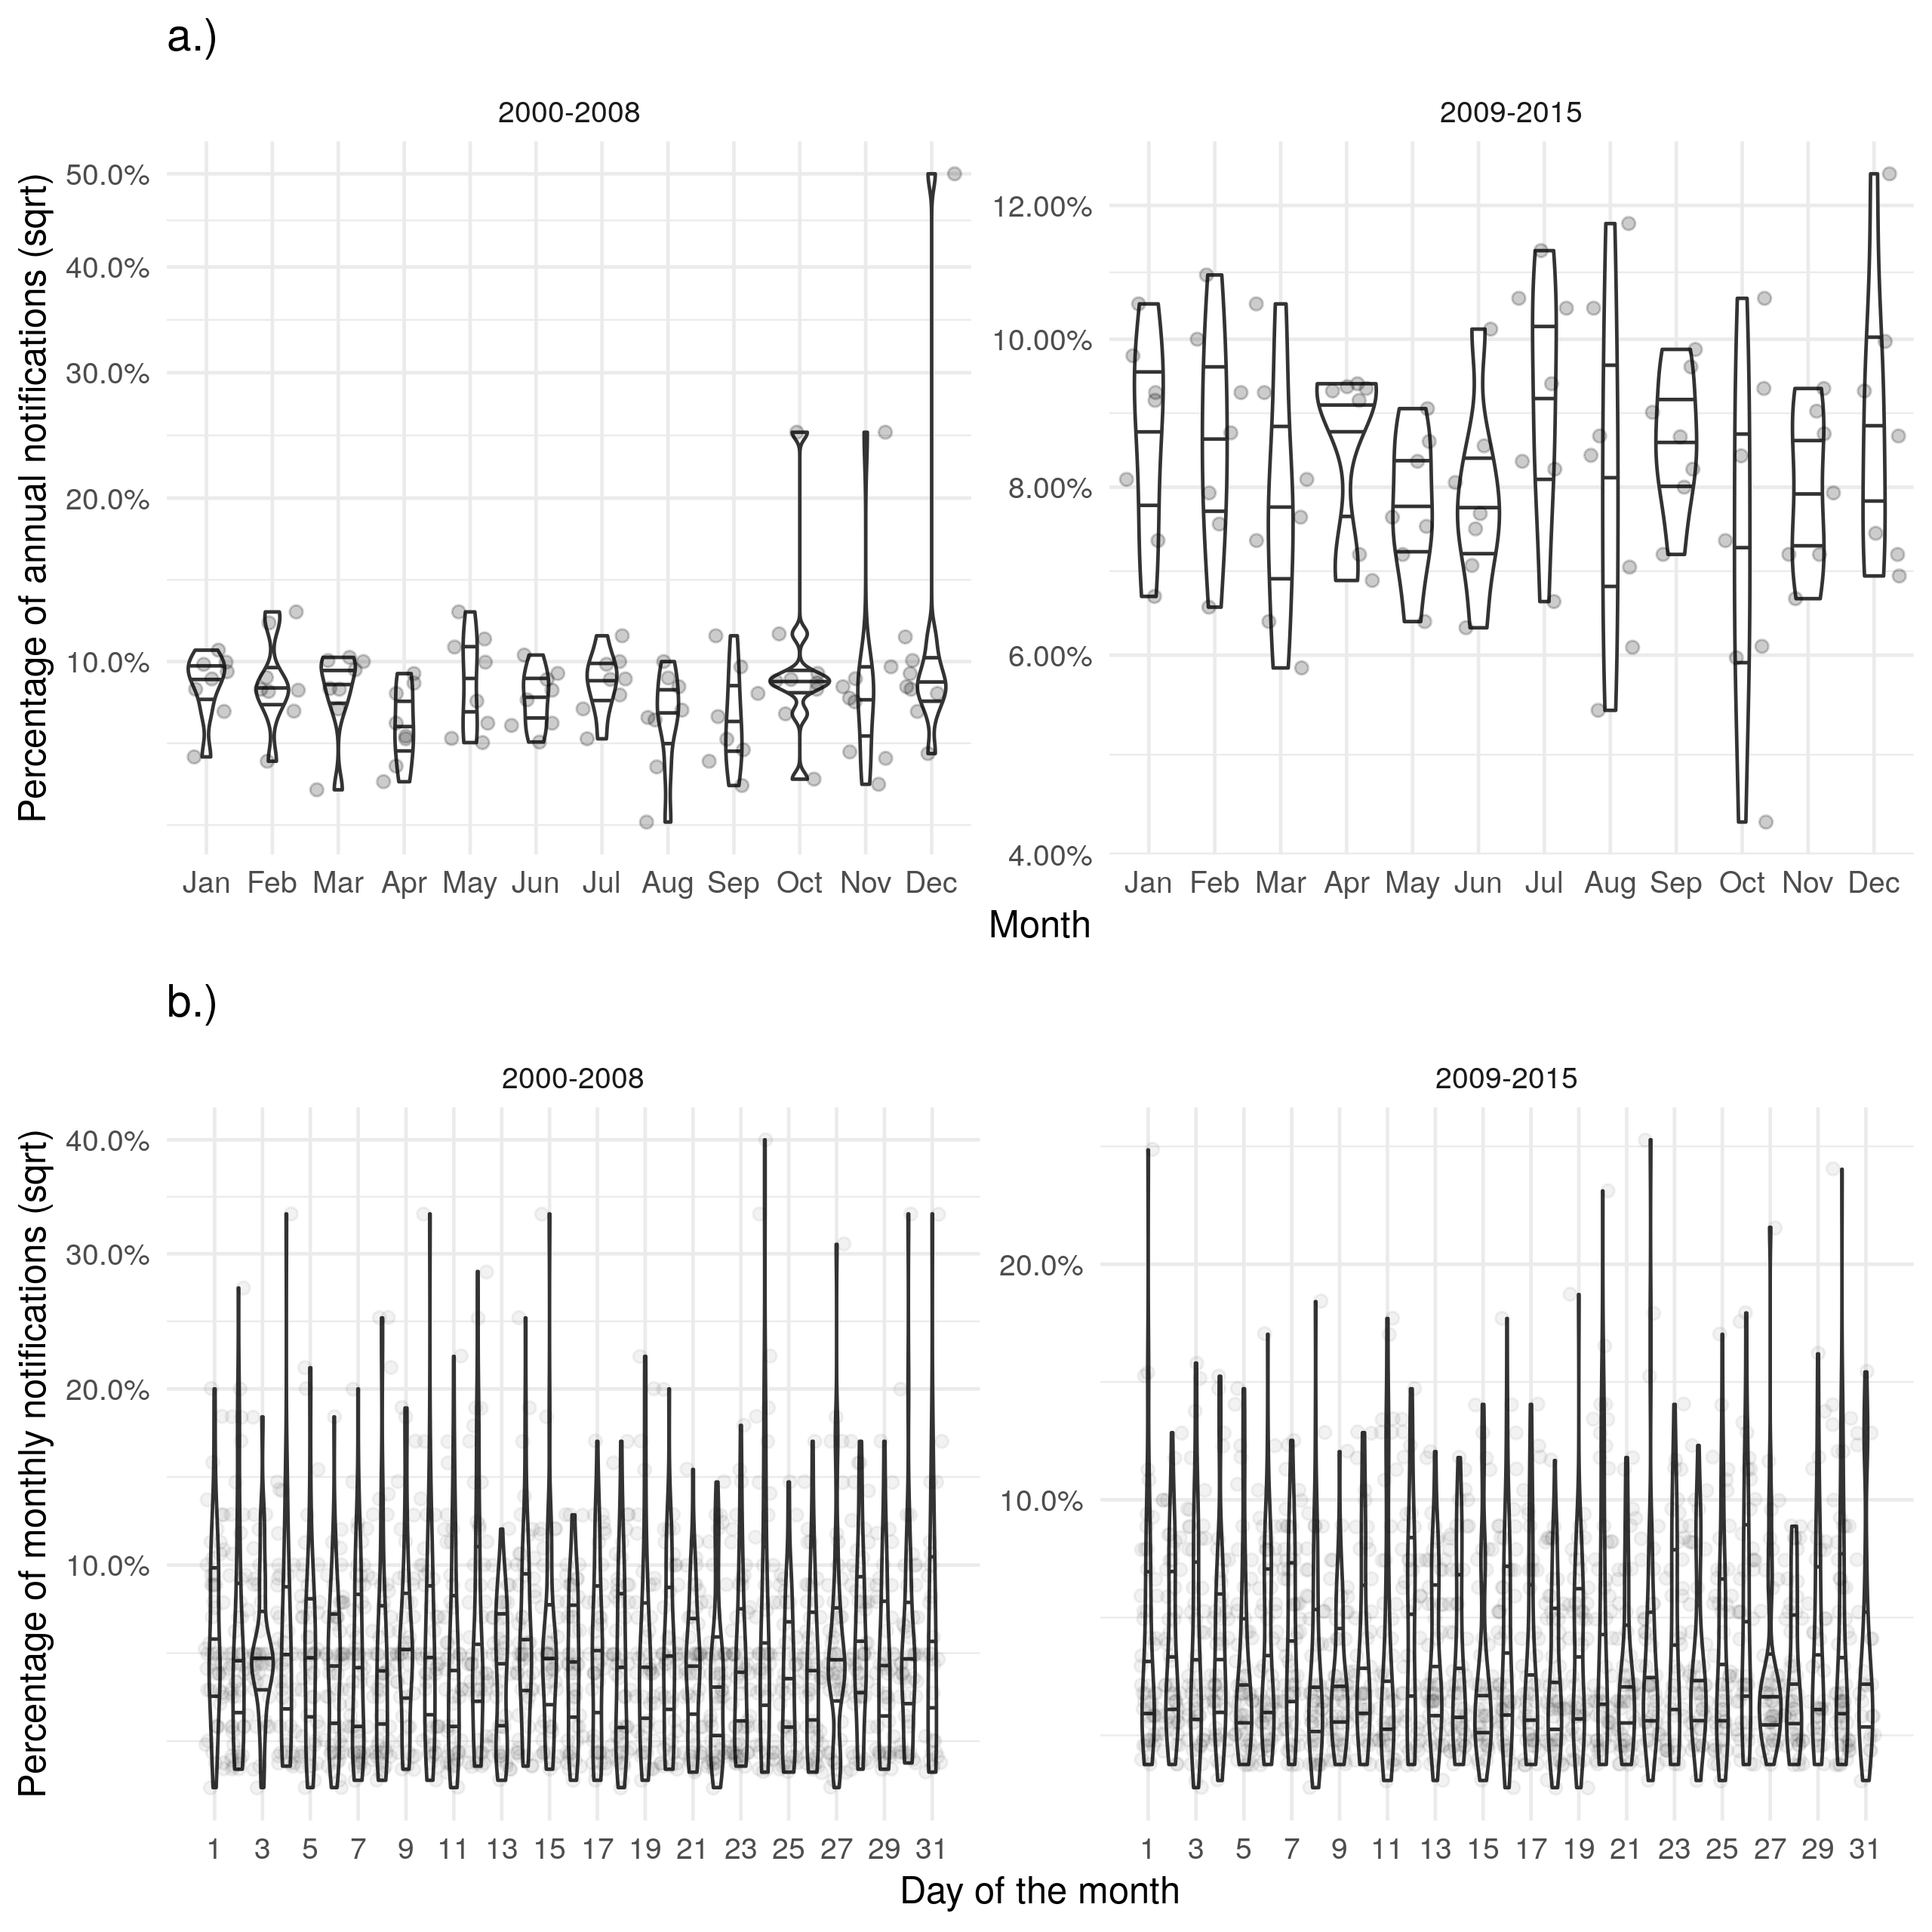 a.)
2000-2008 2009-2015
Percentage of annual notifications (sqrt)
50.0%
40.0%
30.0%
20.0%
10.0%
12.00%
10.00%
8.00%
6.00%
4.00%
Jan Feb Mar Apr May Jun Jul Aug Sep Oct Nov Dec Jan Feb Mar Apr May Jun Jul Aug Sep Oct Nov Dec
Month
b.)
2000-2008 2009-2015
Percentage of monthly notifications (sqrt)
40.0%
30.0%
20.0%
10.0%
20.0%
10.0%
1 3 5 7 9 11 13 15 17 19 21 23 25 27 29 31 1 3 5 7 9 11 13 15 17 19 21 23 25 27 29 31
Day of the month